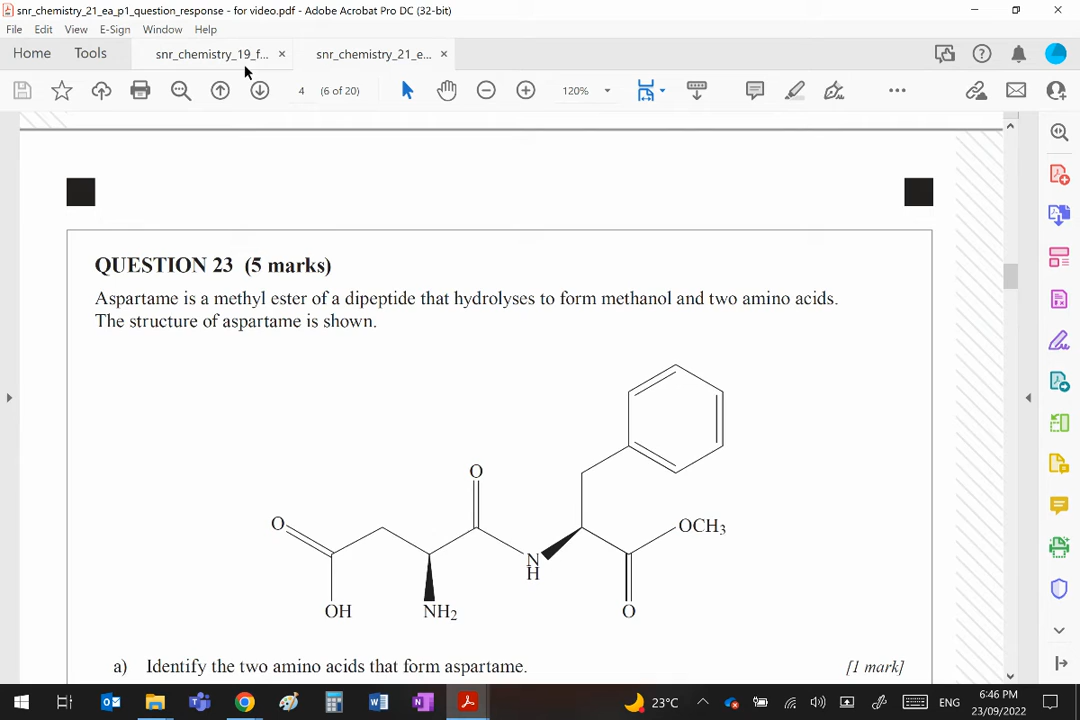 snr_chemistry_21_ea_p1_question_response - for video.pdf - Adobe Acrobat Pro DC (32-bit)
File Edit View E-Sign Window Help
Home Tools snr_chemistry_19_f... snr_chemistry_21_e...
4 (6 of 20) 120%
QUESTION 23 (5 marks)
Aspartame is a methyl ester of a dipeptide that hydrolyses to form methanol and two amino acids.
The structure of aspartame is shown.
O
O
OCH3
N
H
OH
NH2
O
a) Identify the two amino acids that form aspartame. [1 mark]
23°C ENG 6:46 PM
23/09/2022